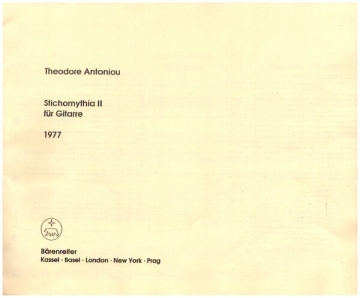 Theodore Antoniou
Stichomythia II
für Gitarre
1977
Bärenreiter
Kassel · Basel · London · New York · Prag